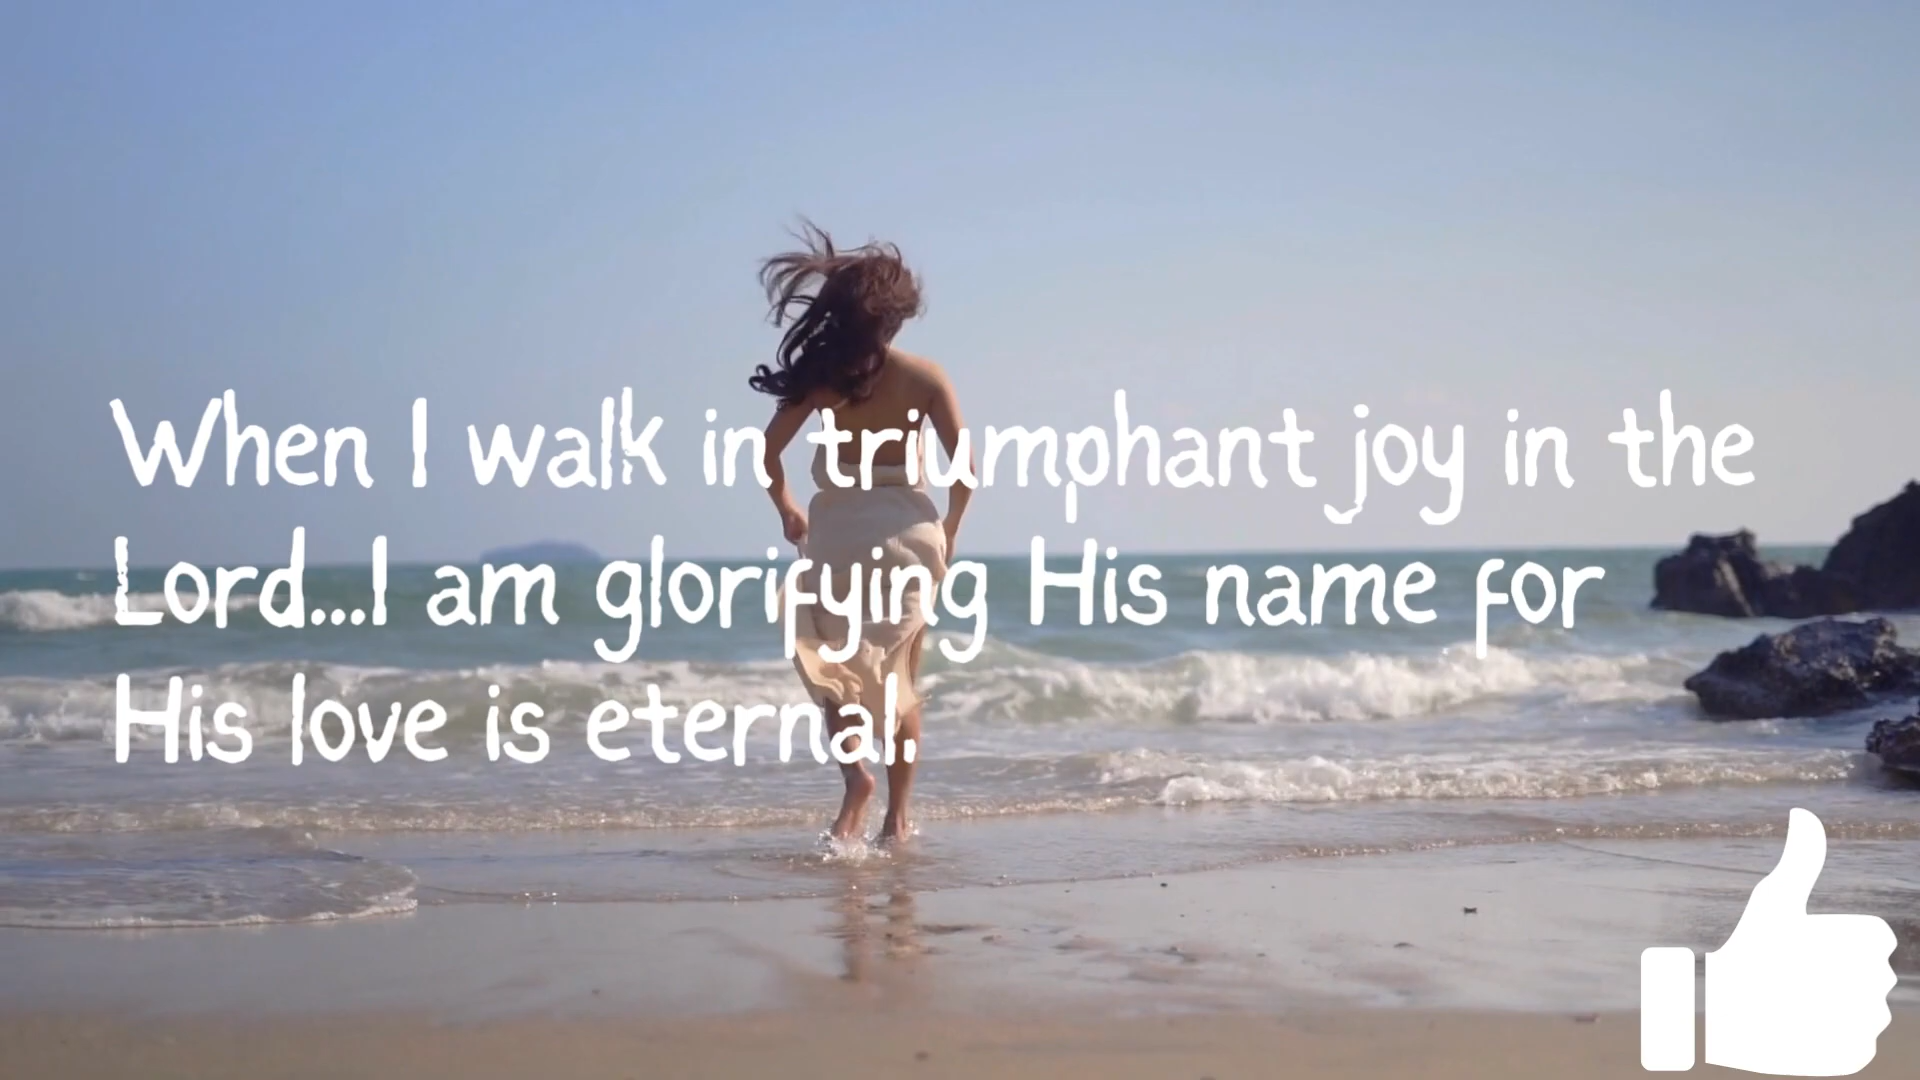 When I walk in triumphant joy in the
Lord...I am glorifying His name for
His love is eternal.